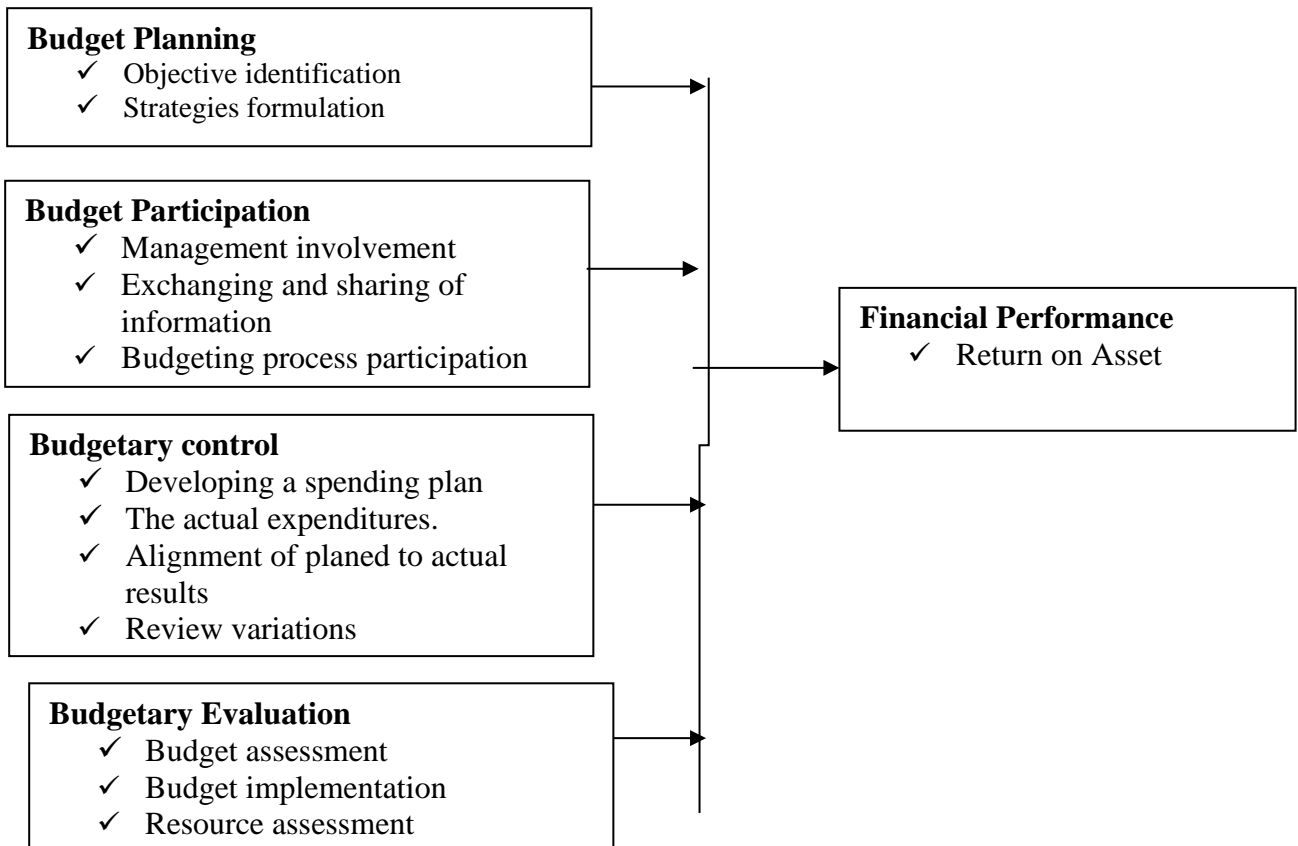 Budget Planning
✓ Objective identification
✓ Strategies formulation
Budget Participation
✓ Management involvement
✓ Exchanging and sharing of
information
✓ Budgeting process participation
Budgetary control
✓ Developing a spending plan
✓ The actual expenditures.
✓ Alignment of planed to actual
results
✓ Review variations
Budgetary Evaluation
✓ Budget assessment
✓ Budget implementation
✓ Resource assessment
Financial Performance
✓ Return on Asset